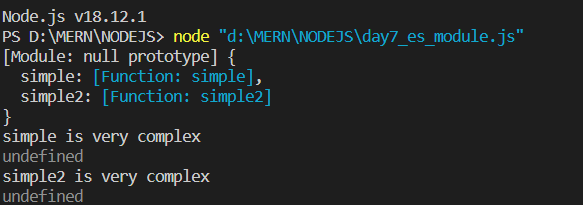 Node.js v18.12.1
PS D:\MERN\NODEJS> node "d:\MERN\NODEJS\day7_es_module.js"
[Module: null prototype] {
  simple: [Function: simple],
  simple2: [Function: simple2]
}
simple is very complex
undefined
simple2 is very complex
undefined